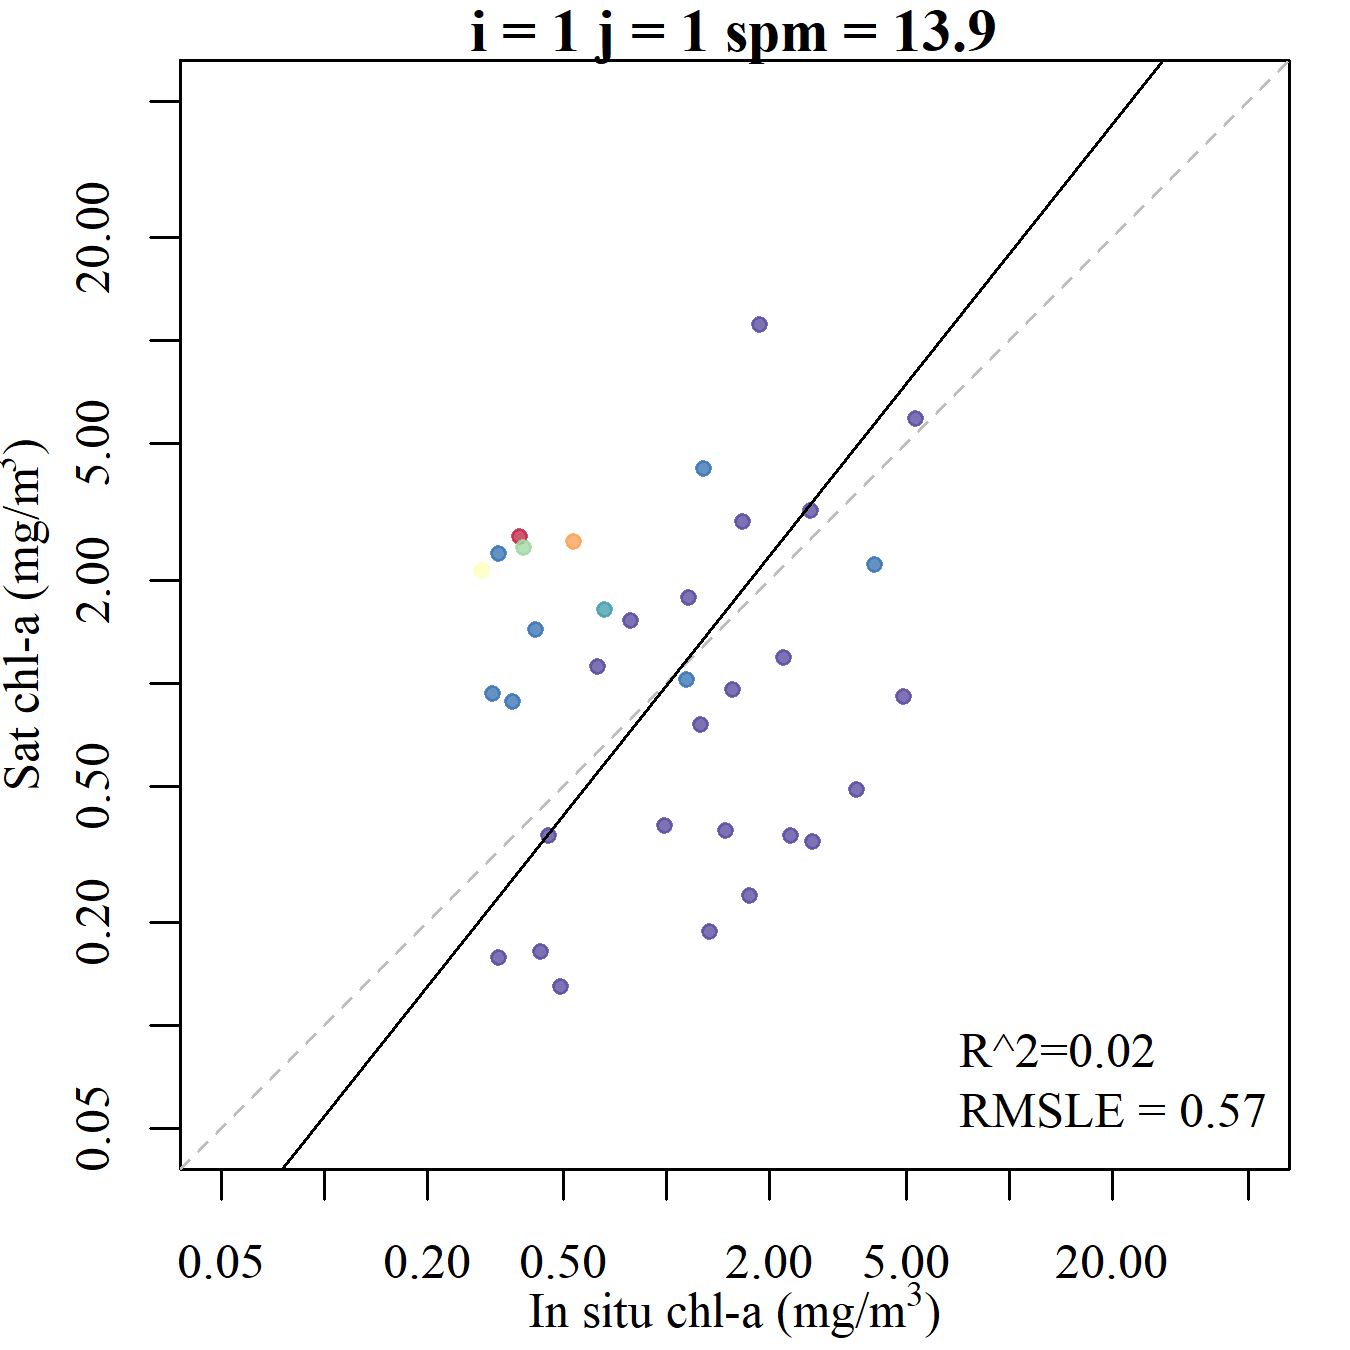 i = 1 j = 1 spm = 13.9
Sat chl-a (mg/m³)
20.00
5.00
2.00
0.50
0.20
0.05
R^2=0.02
RMSLE = 0.57
0.05 0.20 0.50 2.00 5.00 20.00
In situ chl-a (mg/m³)